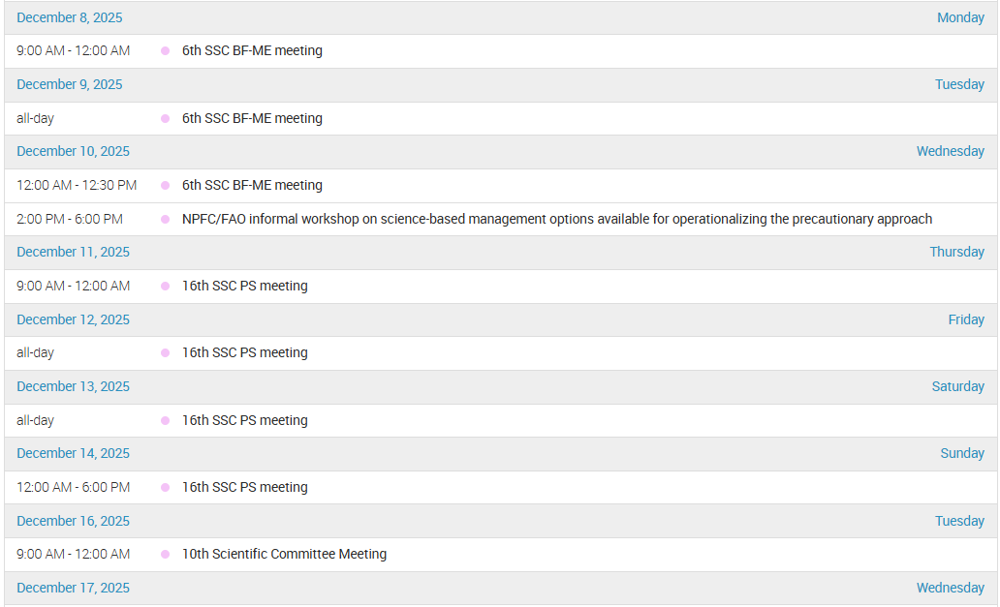 December 8, 2025 Monday
9:00 AM - 12:00 AM 6th SSC BF-ME meeting
December 9, 2025 Tuesday
all-day 6th SSC BF-ME meeting
December 10, 2025 Wednesday
12:00 AM - 12:30 PM 6th SSC BF-ME meeting
2:00 PM - 6:00 PM NPFC/FAO informal workshop on science-based management options available for operationalizing the precautionary approach
December 11, 2025 Thursday
9:00 AM - 12:00 AM 16th SSC PS meeting
December 12, 2025 Friday
all-day 16th SSC PS meeting
December 13, 2025 Saturday
all-day 16th SSC PS meeting
December 14, 2025 Sunday
12:00 AM - 6:00 PM 16th SSC PS meeting
December 16, 2025 Tuesday
9:00 AM - 12:00 AM 10th Scientific Committee Meeting
December 17, 2025 Wednesday